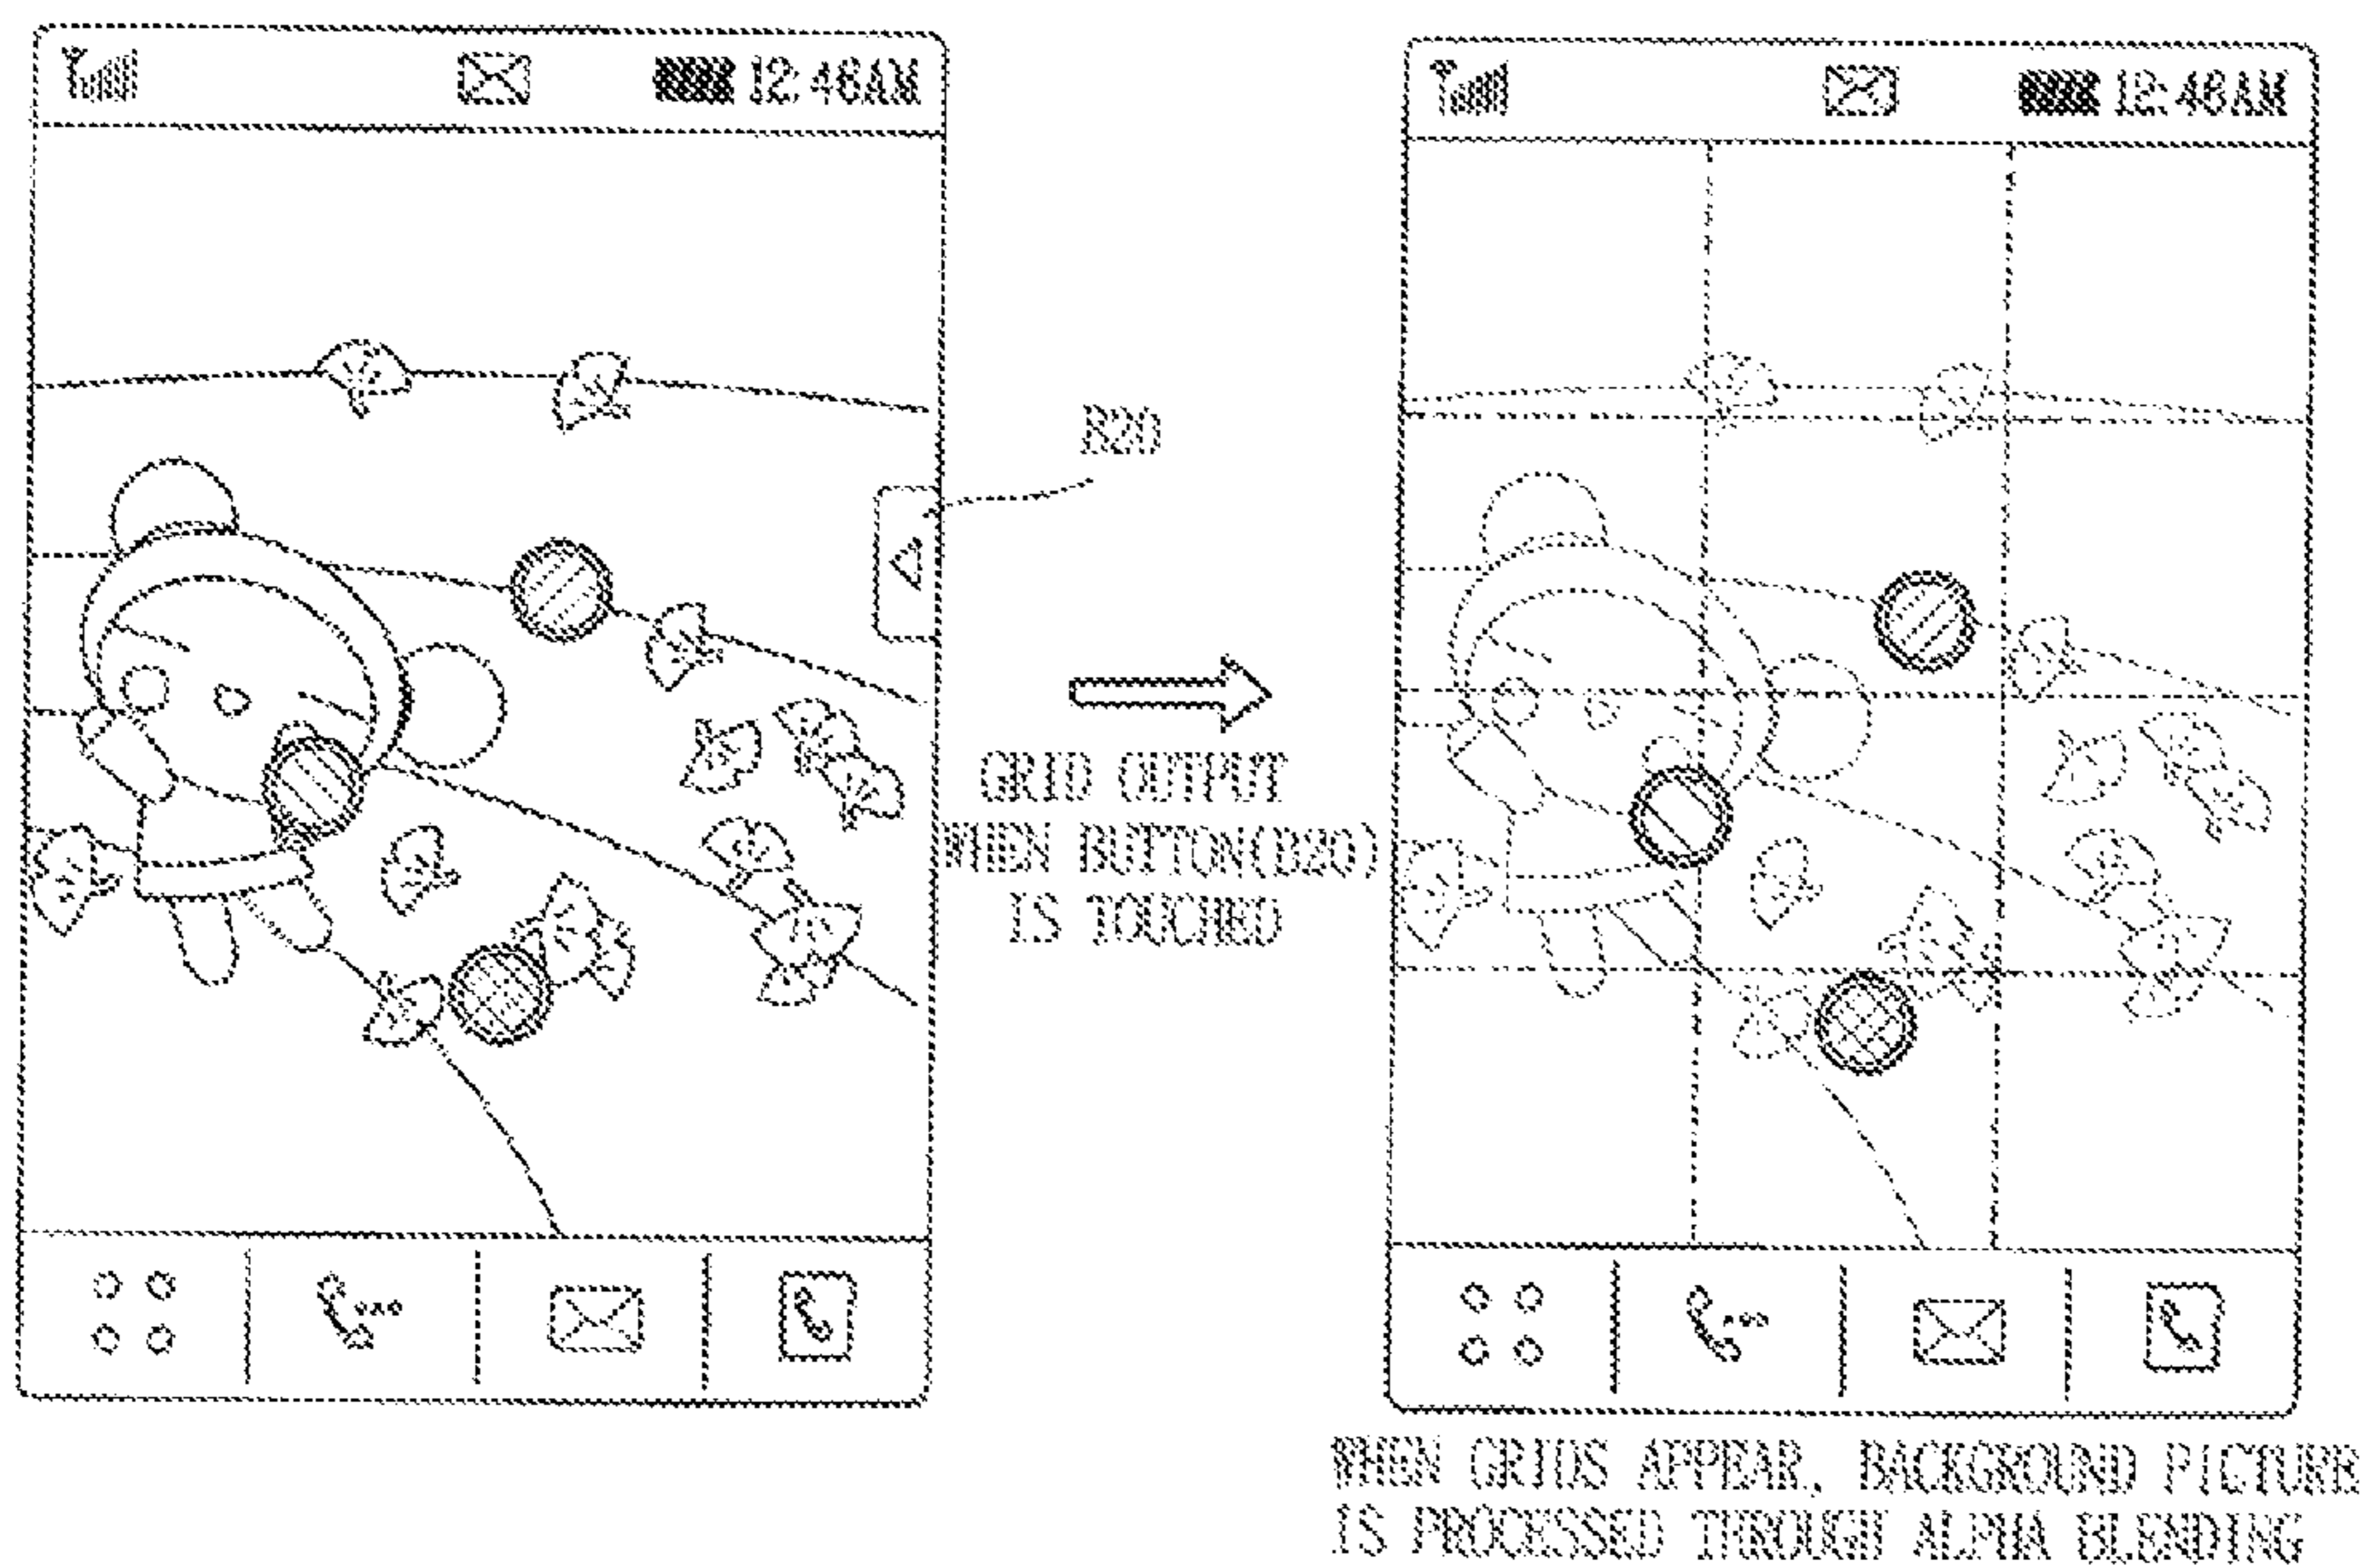 12:46AM
12:46AM
B20
GRID OUTPUT
WHEN BUTTON(B20)
IS TOUCHED
WHEN GRIDS APPEAR, BACKGROUND PICTURE
IS PROCESSED THROUGH ALPHA BLENDING